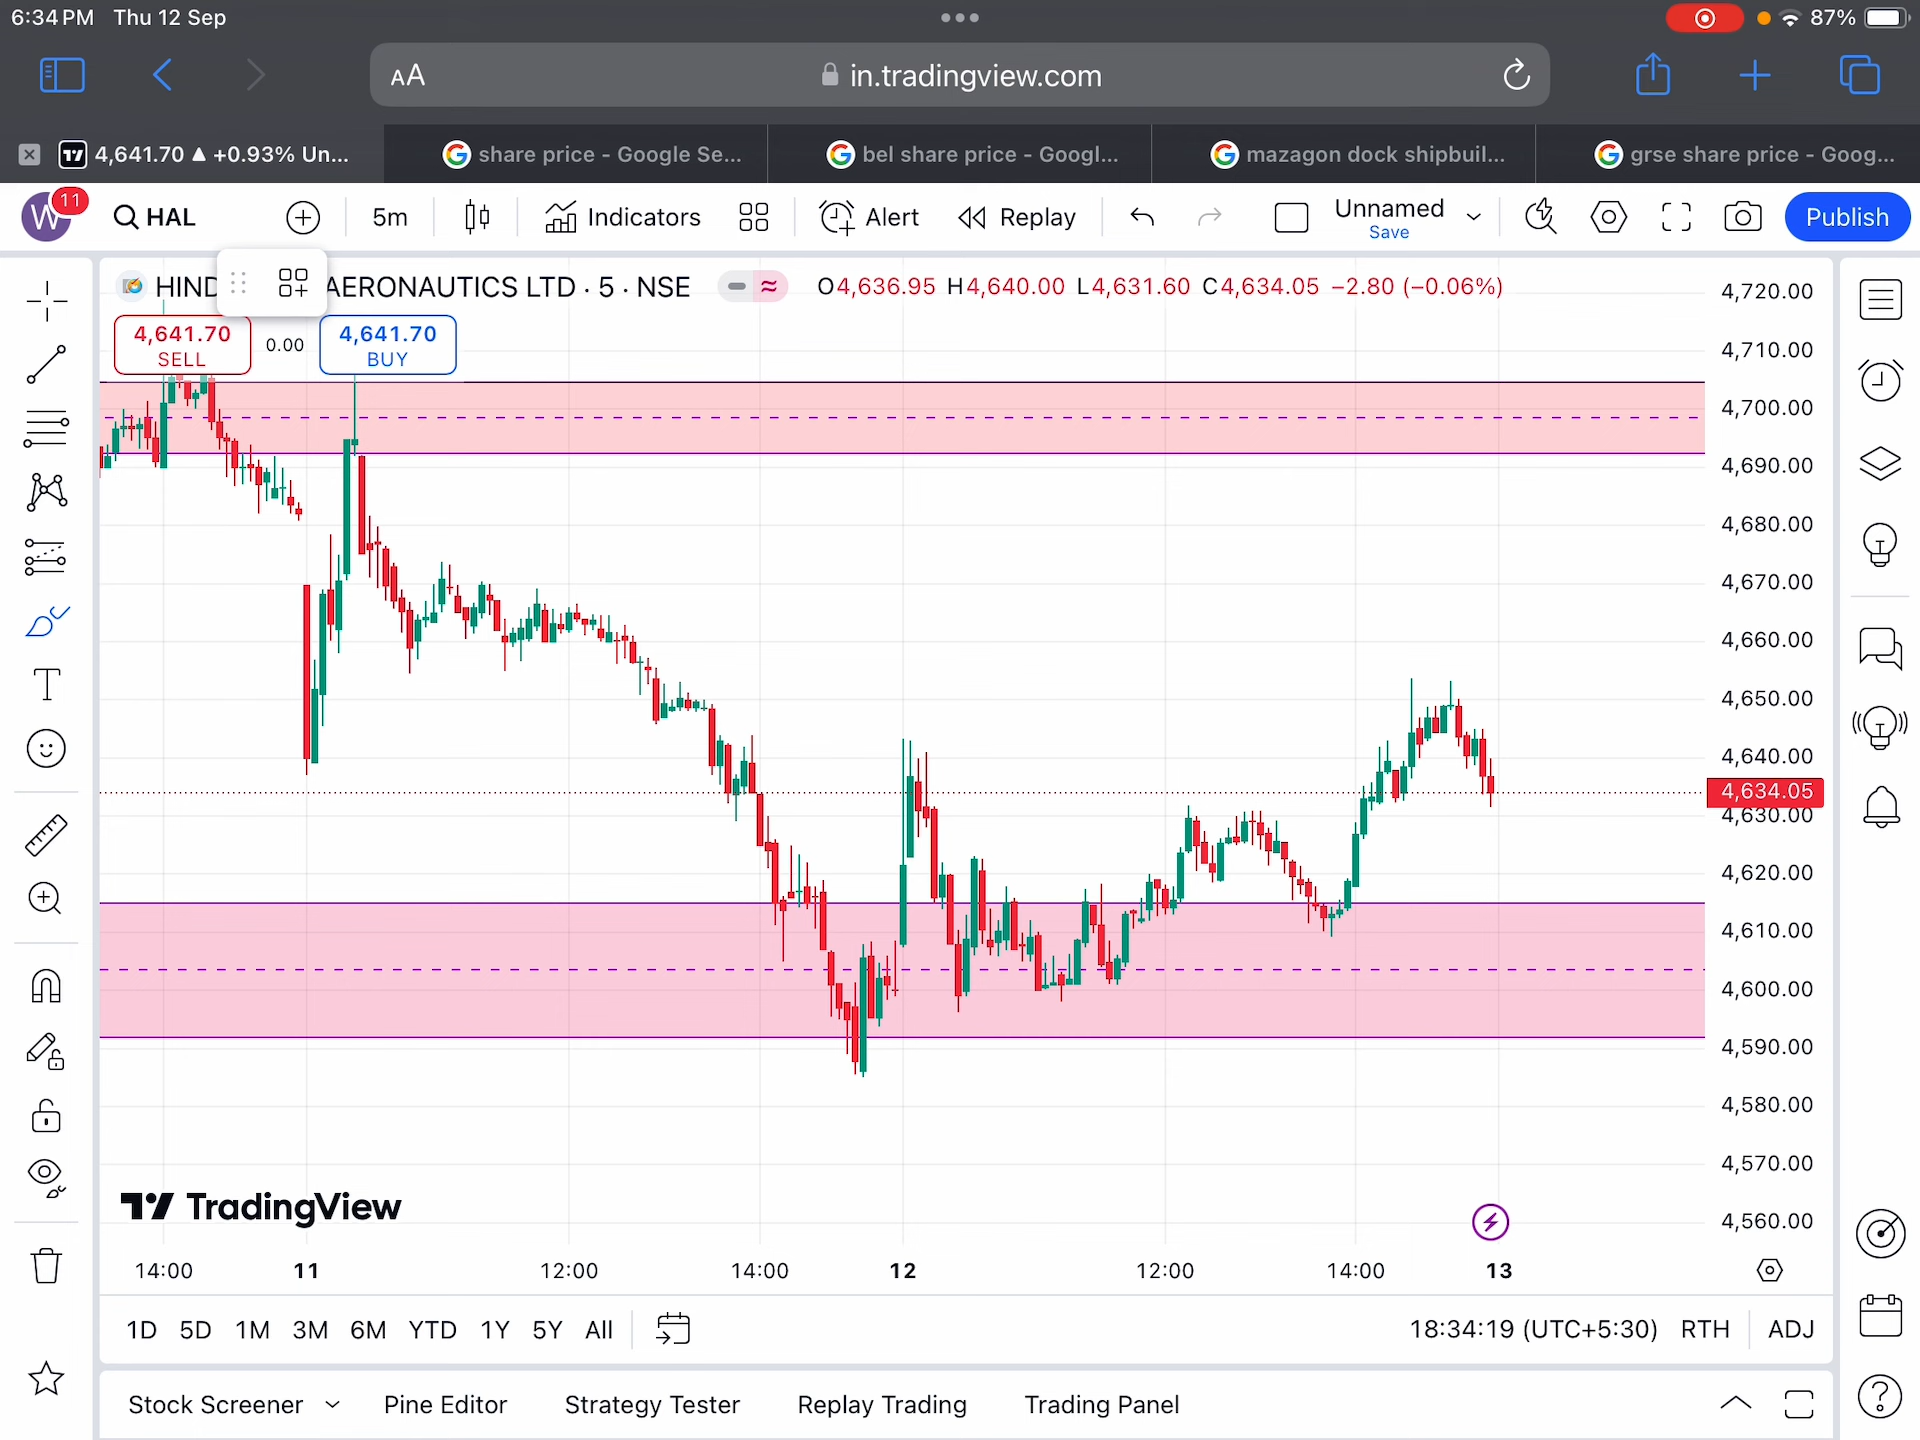 6:34 PM Thu 12 Sep
87%
AA in.tradingview.com
4,641.70 ▲ +0.93% Un...
share price - Google Se...
bel share price - Googl...
mazagon dock shipbuil...
grse share price - Goog...
W 11 HAL 5m Indicators Alert Replay Unnamed Save Publish
HIND AERONAUTICS LTD · 5 · NSE O4,636.95 H4,640.00 L4,631.60 C4,634.05 −2.80 (−0.06%)
4,641.70 SELL 0.00 4,641.70 BUY
4,720.00
4,710.00
4,700.00
4,690.00
4,680.00
4,670.00
4,660.00
4,650.00
4,640.00
4,634.05
4,630.00
4,620.00
4,610.00
4,600.00
4,590.00
4,580.00
4,570.00
4,560.00
TradingView
14:00 11 12:00 14:00 12 12:00 14:00 13
1D 5D 1M 3M 6M YTD 1Y 5Y All 18:34:19 (UTC+5:30) RTH ADJ
Stock Screener Pine Editor Strategy Tester Replay Trading Trading Panel